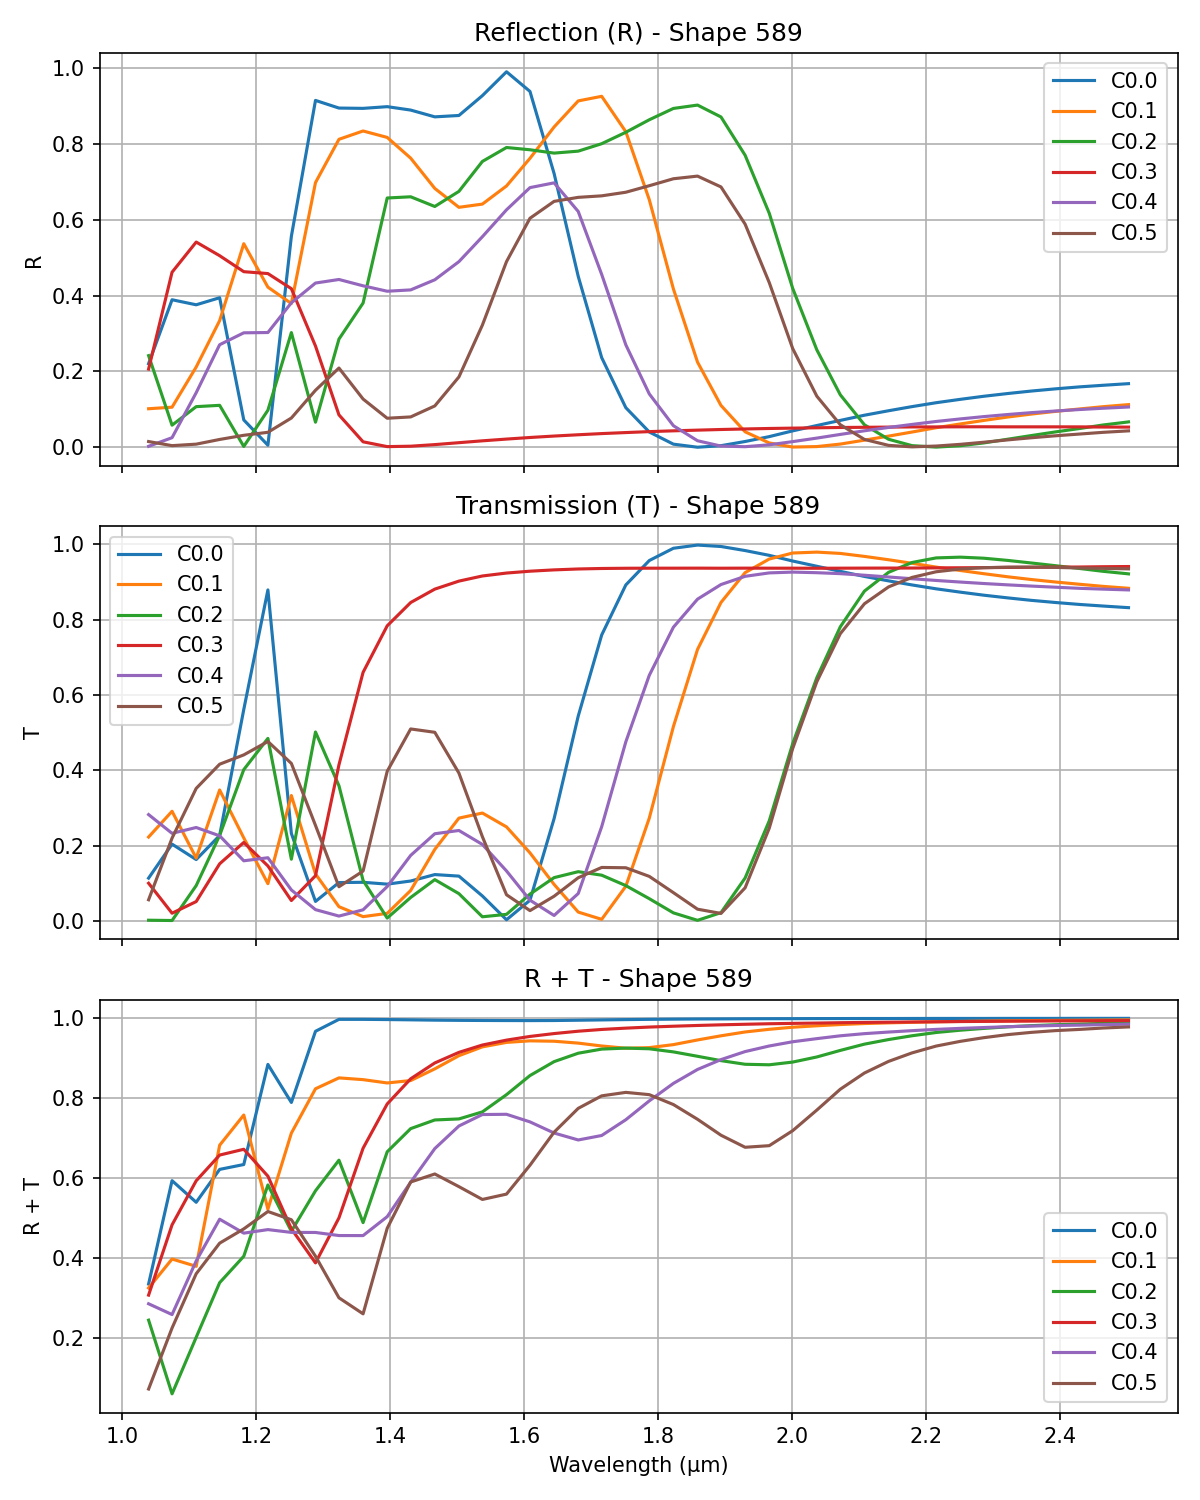 Reflection (R) - Shape 589
1.0
0.8
0.6
0.4
0.2
0.0
R
C0.0
C0.1
C0.2
C0.3
C0.4
C0.5
Transmission (T) - Shape 589
1.0
0.8
0.6
0.4
0.2
0.0
T
C0.0
C0.1
C0.2
C0.3
C0.4
C0.5
R + T - Shape 589
1.0
0.8
0.6
0.4
0.2
R + T
C0.0
C0.1
C0.2
C0.3
C0.4
C0.5
1.0 1.2 1.4 1.6 1.8 2.0 2.2 2.4
Wavelength (µm)